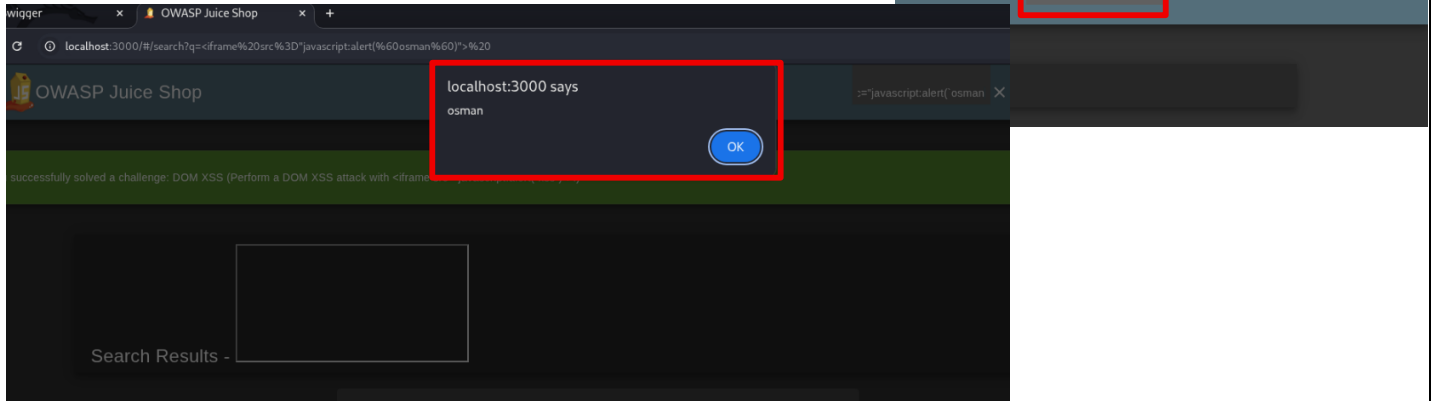 wigger × OWASP Juice Shop × +
localhost:3000/#/search?q=<iframe%20src%3D"javascript:alert(%60osman%60)">%20
JS OWASP Juice Shop
="javascript:alert(`osman ×
localhost:3000 says
osman
OK
successfully solved a challenge: DOM XSS (Perform a DOM XSS attack with <iframe
Search Results -